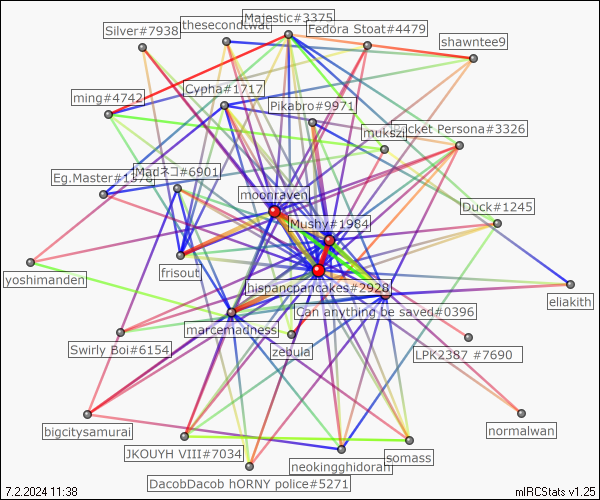 Majestic#3375
thesecondtwat
Silver#7938
Fedora Stoat#4479
shawntee9
Cypha#1717
ming#4742
Pikabro#9971
muksz
Pocket Persona#3326
Madネコ#6901
Eg.Master#1376
moonraven
Duck#1245
Mushy#1984
frisout
yoshimanden
hispancpancakes#2928
eliakith
Can anything be saved#0396
marcemadness
Swirly Boi#6154
zebula
LPK2387 #7690
bigcitysamurai
normalwan
JKOUYH VIII#7034
somass
neokingghidorah
DacobDacob hORNY police#5271
7.2.2024 11:38
mIRCStats v1.25